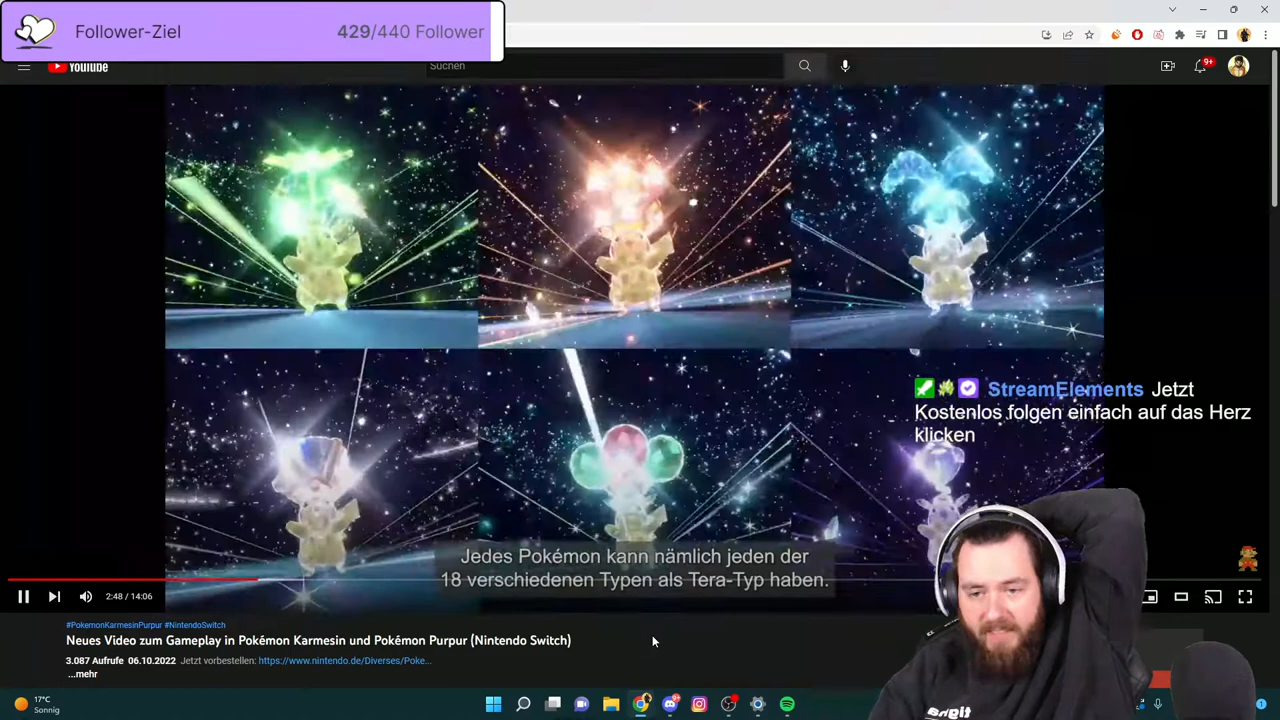 Follower-Ziel
429/440 Follower
YouTube
Suchen
9+
StreamElements Jetzt
Kostenlos folgen einfach auf das Herz
klicken
Jedes Pokémon kann nämlich jeden der
18 verschiedenen Typen als Tera-Typ haben.
2:48 / 14:06
#PokemonKarmesinPurpur #NintendoSwitch
Neues Video zum Gameplay in Pokémon Karmesin und Pokémon Purpur (Nintendo Switch)
3.087 Aufrufe 06.10.2022 Jetzt vorbestellen: https://www.nintendo.de/Diverses/Poke...
...mehr
17°C
Sonnig
9+
1